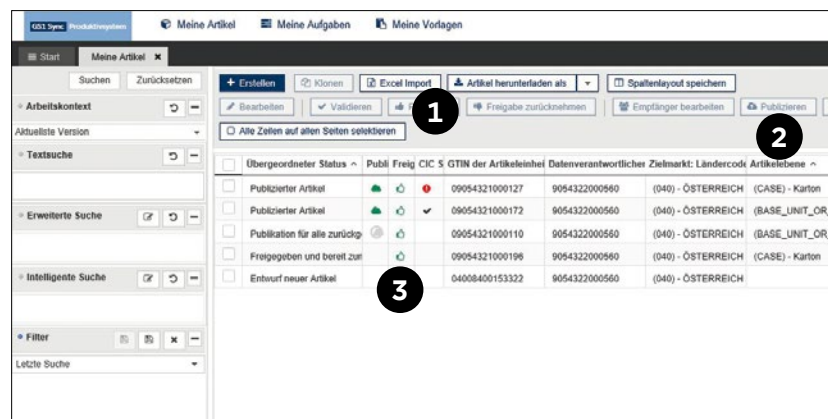 GS1 Sync Produktivsystem
Meine Artikel Meine Aufgaben Meine Vorlagen
Start Meine Artikel
Suchen Zurücksetzen
+ Erstellen Klonen Excel Import Artikel herunterladen als Spaltenlayout speichern
Arbeitskontext
Bearbeiten Validieren Freigabe zurücknehmen Empfänger bearbeiten Publizieren
1
2
Aktuellste Version
Alle Zeilen auf allen Seiten selektieren
Textsuche
Übergeordneter Status Publi Freig CIC S GTIN der Artikeleinhei Datenverantwortlicher Zielmarkt: Ländercode Artikelebene
Publizierter Artikel 09054321000127 9054322000560 (040) - ÖSTERREICH (CASE) - Karton
Publizierter Artikel 09054321000172 9054322000560 (040) - ÖSTERREICH (BASE_UNIT_OR_
Erweiterte Suche
Publikation für alle zurückg 09054321000110 9054322000560 (040) - ÖSTERREICH (BASE_UNIT_OR_
Freigegeben und bereit zur 09054321000196 9054322000560 (040) - ÖSTERREICH (CASE) - Karton
Intelligente Suche
Entwurf neuer Artikel 04008400153322 9054322000560 (040) - ÖSTERREICH
3
Filter
Letzte Suche